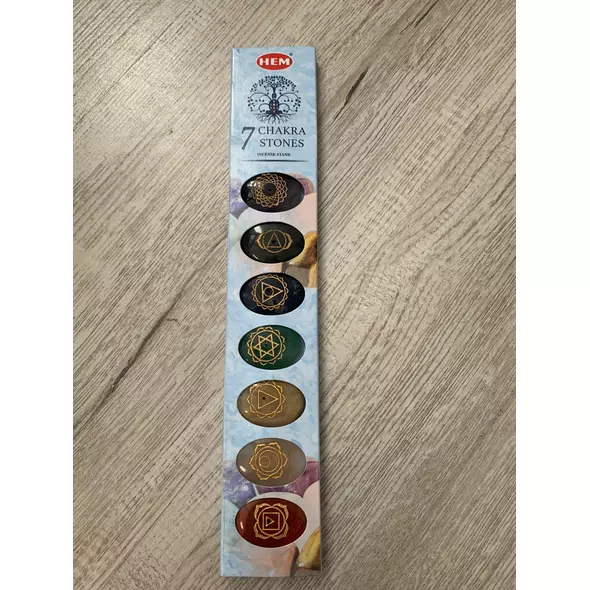 HEM
7 CHAKRA
STONES
INCENSE STAND